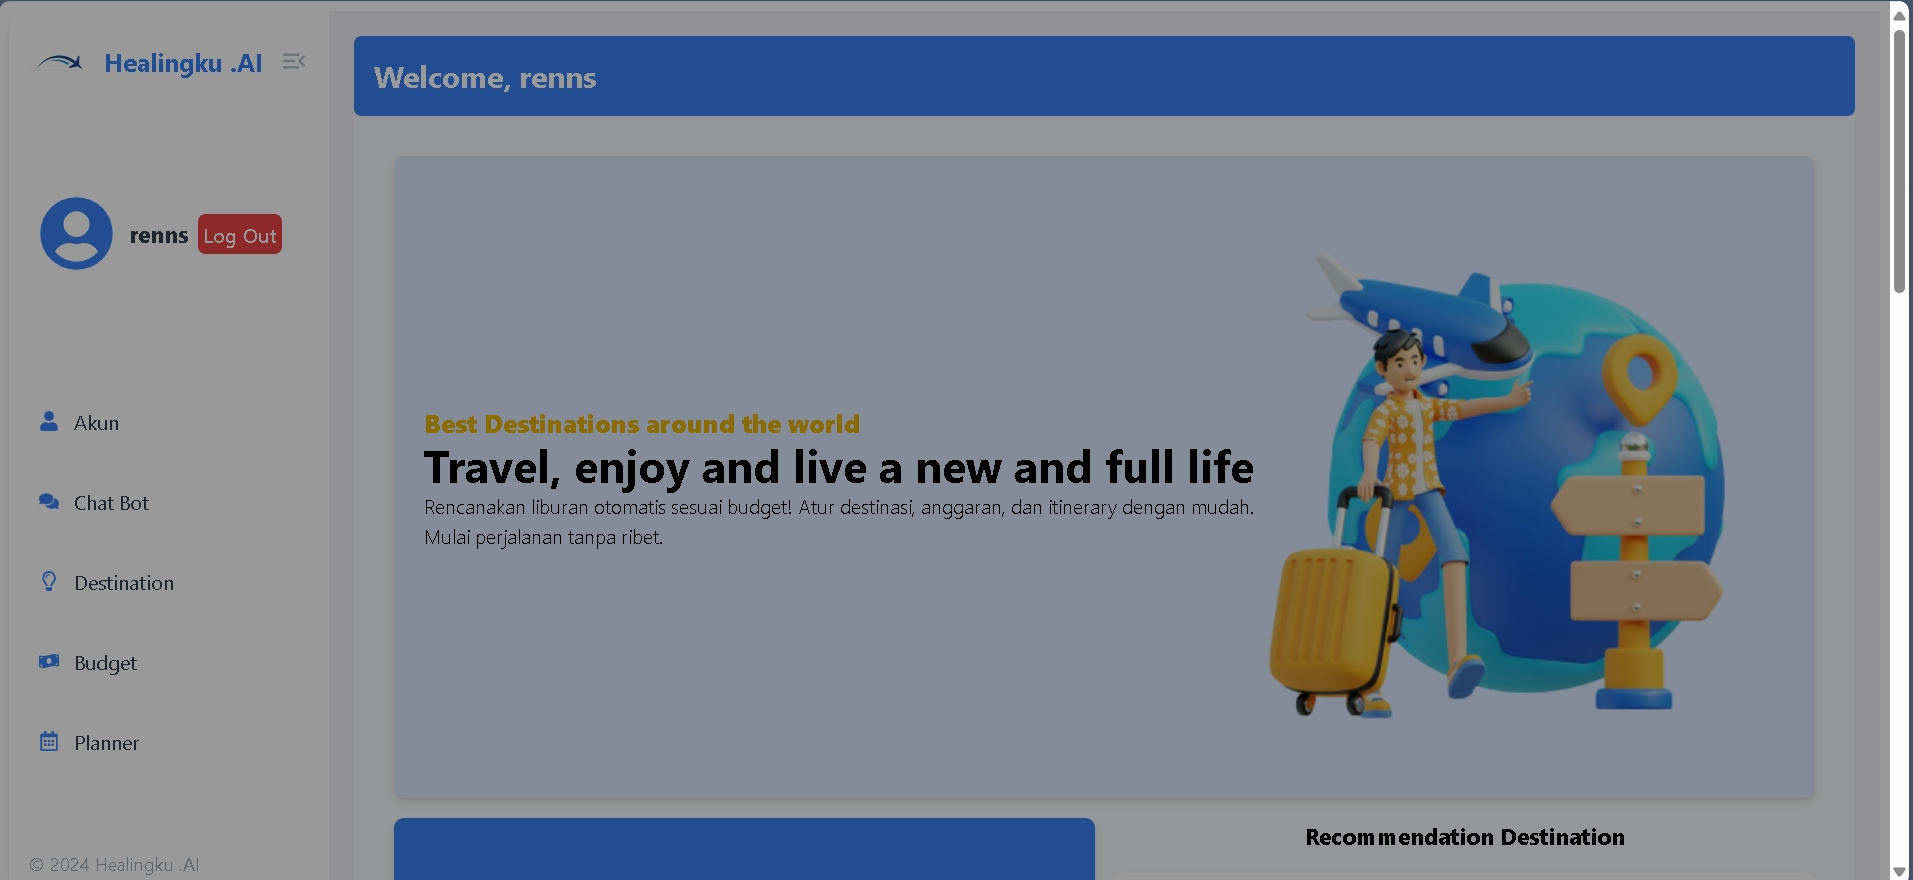 Healingku .AI
Welcome, renns
renns
Log Out
Akun
Chat Bot
Destination
Budget
Planner
© 2024 Healingku .AI
Best Destinations around the world
Travel, enjoy and live a new and full life
Rencanakan liburan otomatis sesuai budget! Atur destinasi, anggaran, dan itinerary dengan mudah.
Mulai perjalanan tanpa ribet.
Recommendation Destination